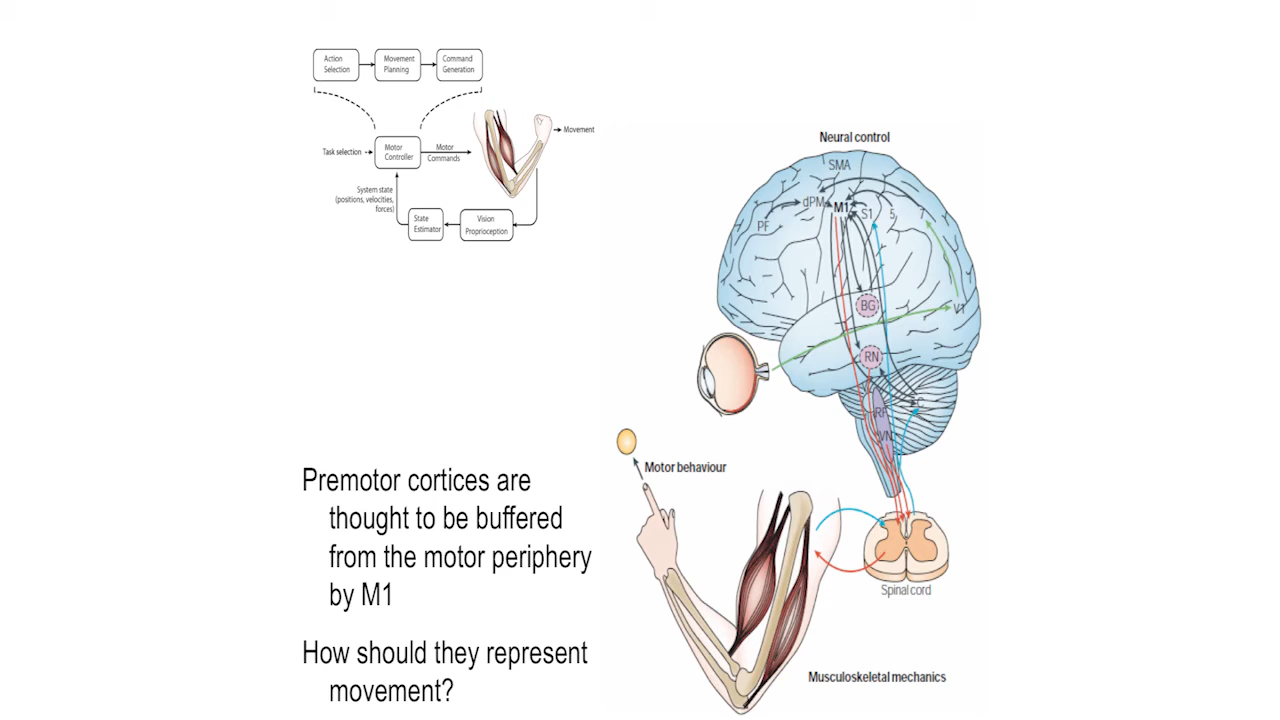 Action
Selection
Movement
Planning
Command
Generation
Task selection
Motor
Controller
Motor
Commands
Movement
System state
(positions, velocities,
forces)
State
Estimator
Vision
Proprioception
Premotor cortices are
thought to be buffered
from the motor periphery
by M1
How should they represent
movement?
Neural control
SMA
dPM
M1
S1
5
7
PF
BG
V1
RN
C
RF
VN
Motor behaviour
Spinal cord
Musculoskeletal mechanics